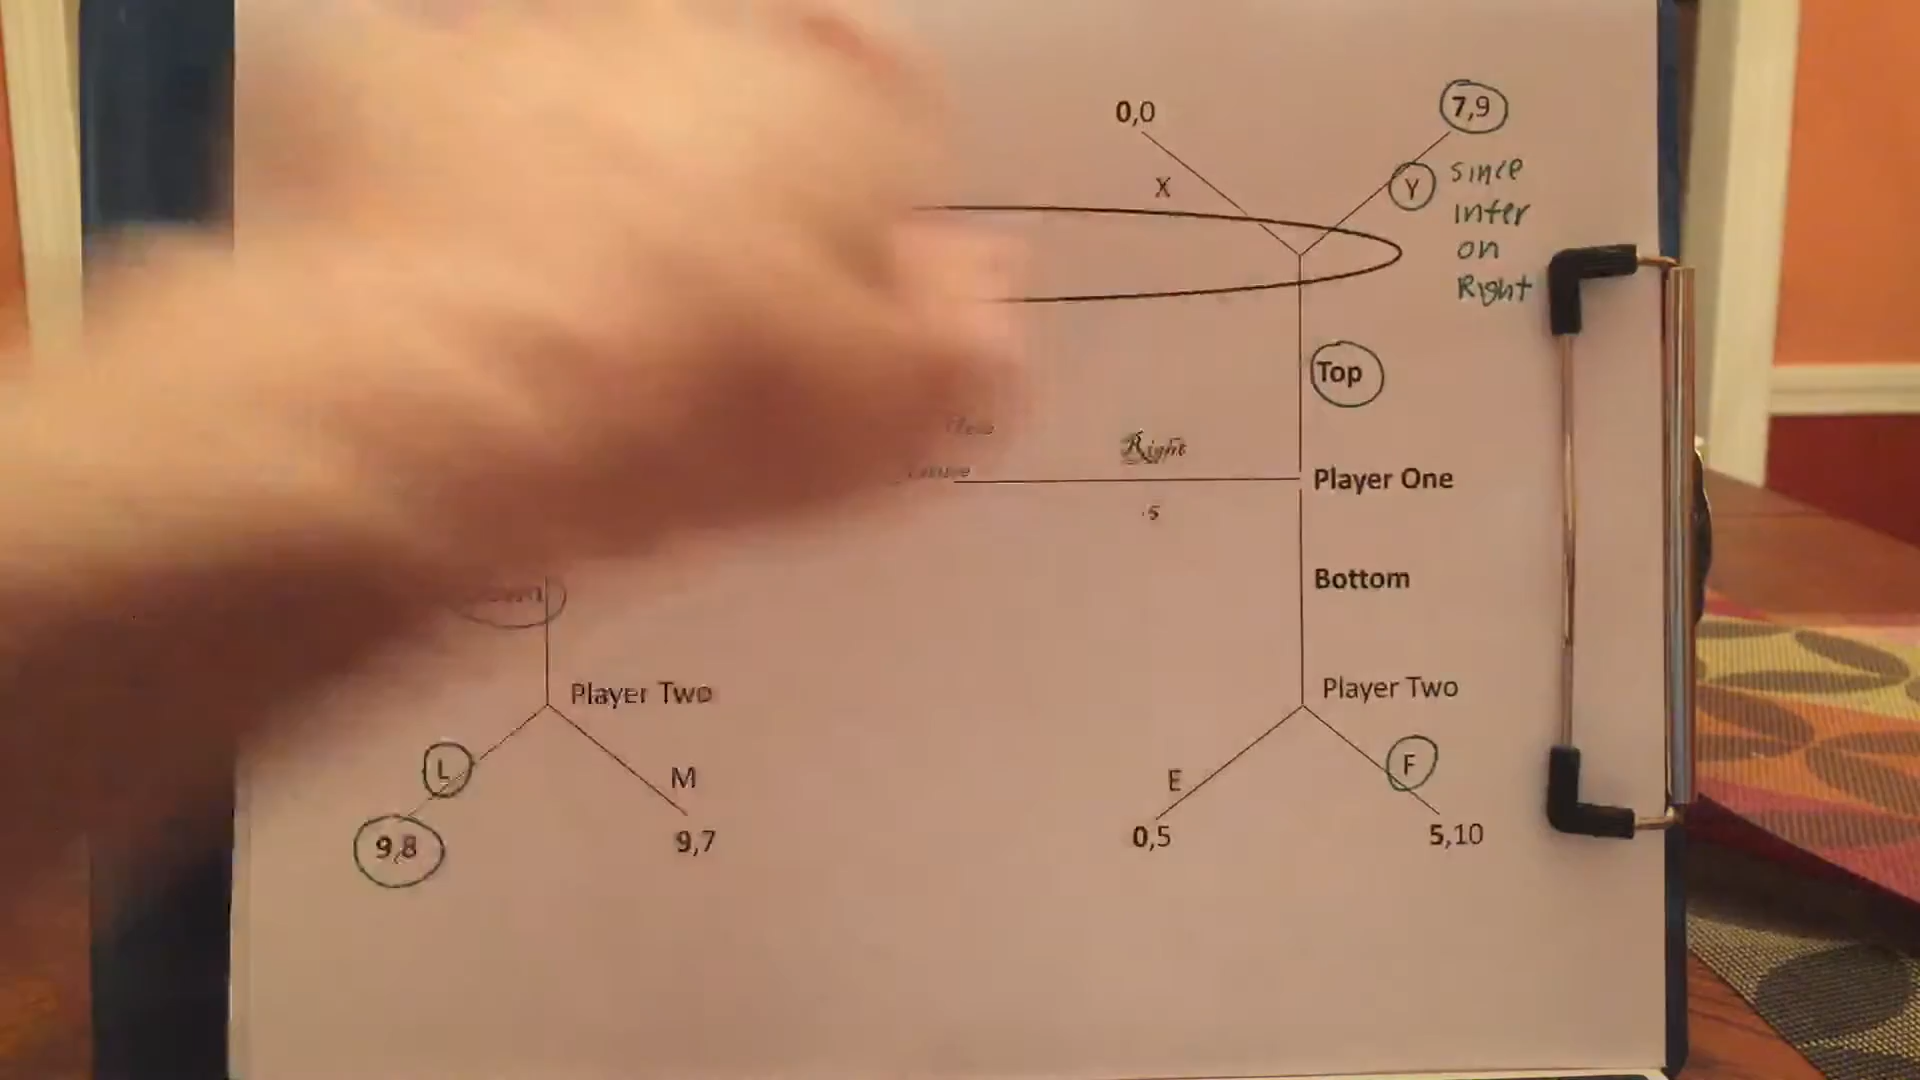 0,0
7,9
X
Y
since
infer
on
Right
Top
Right
Player One
.5
Bottom
Player Two
Player Two
L
M
E
F
9,8
9,7
0,5
5,10